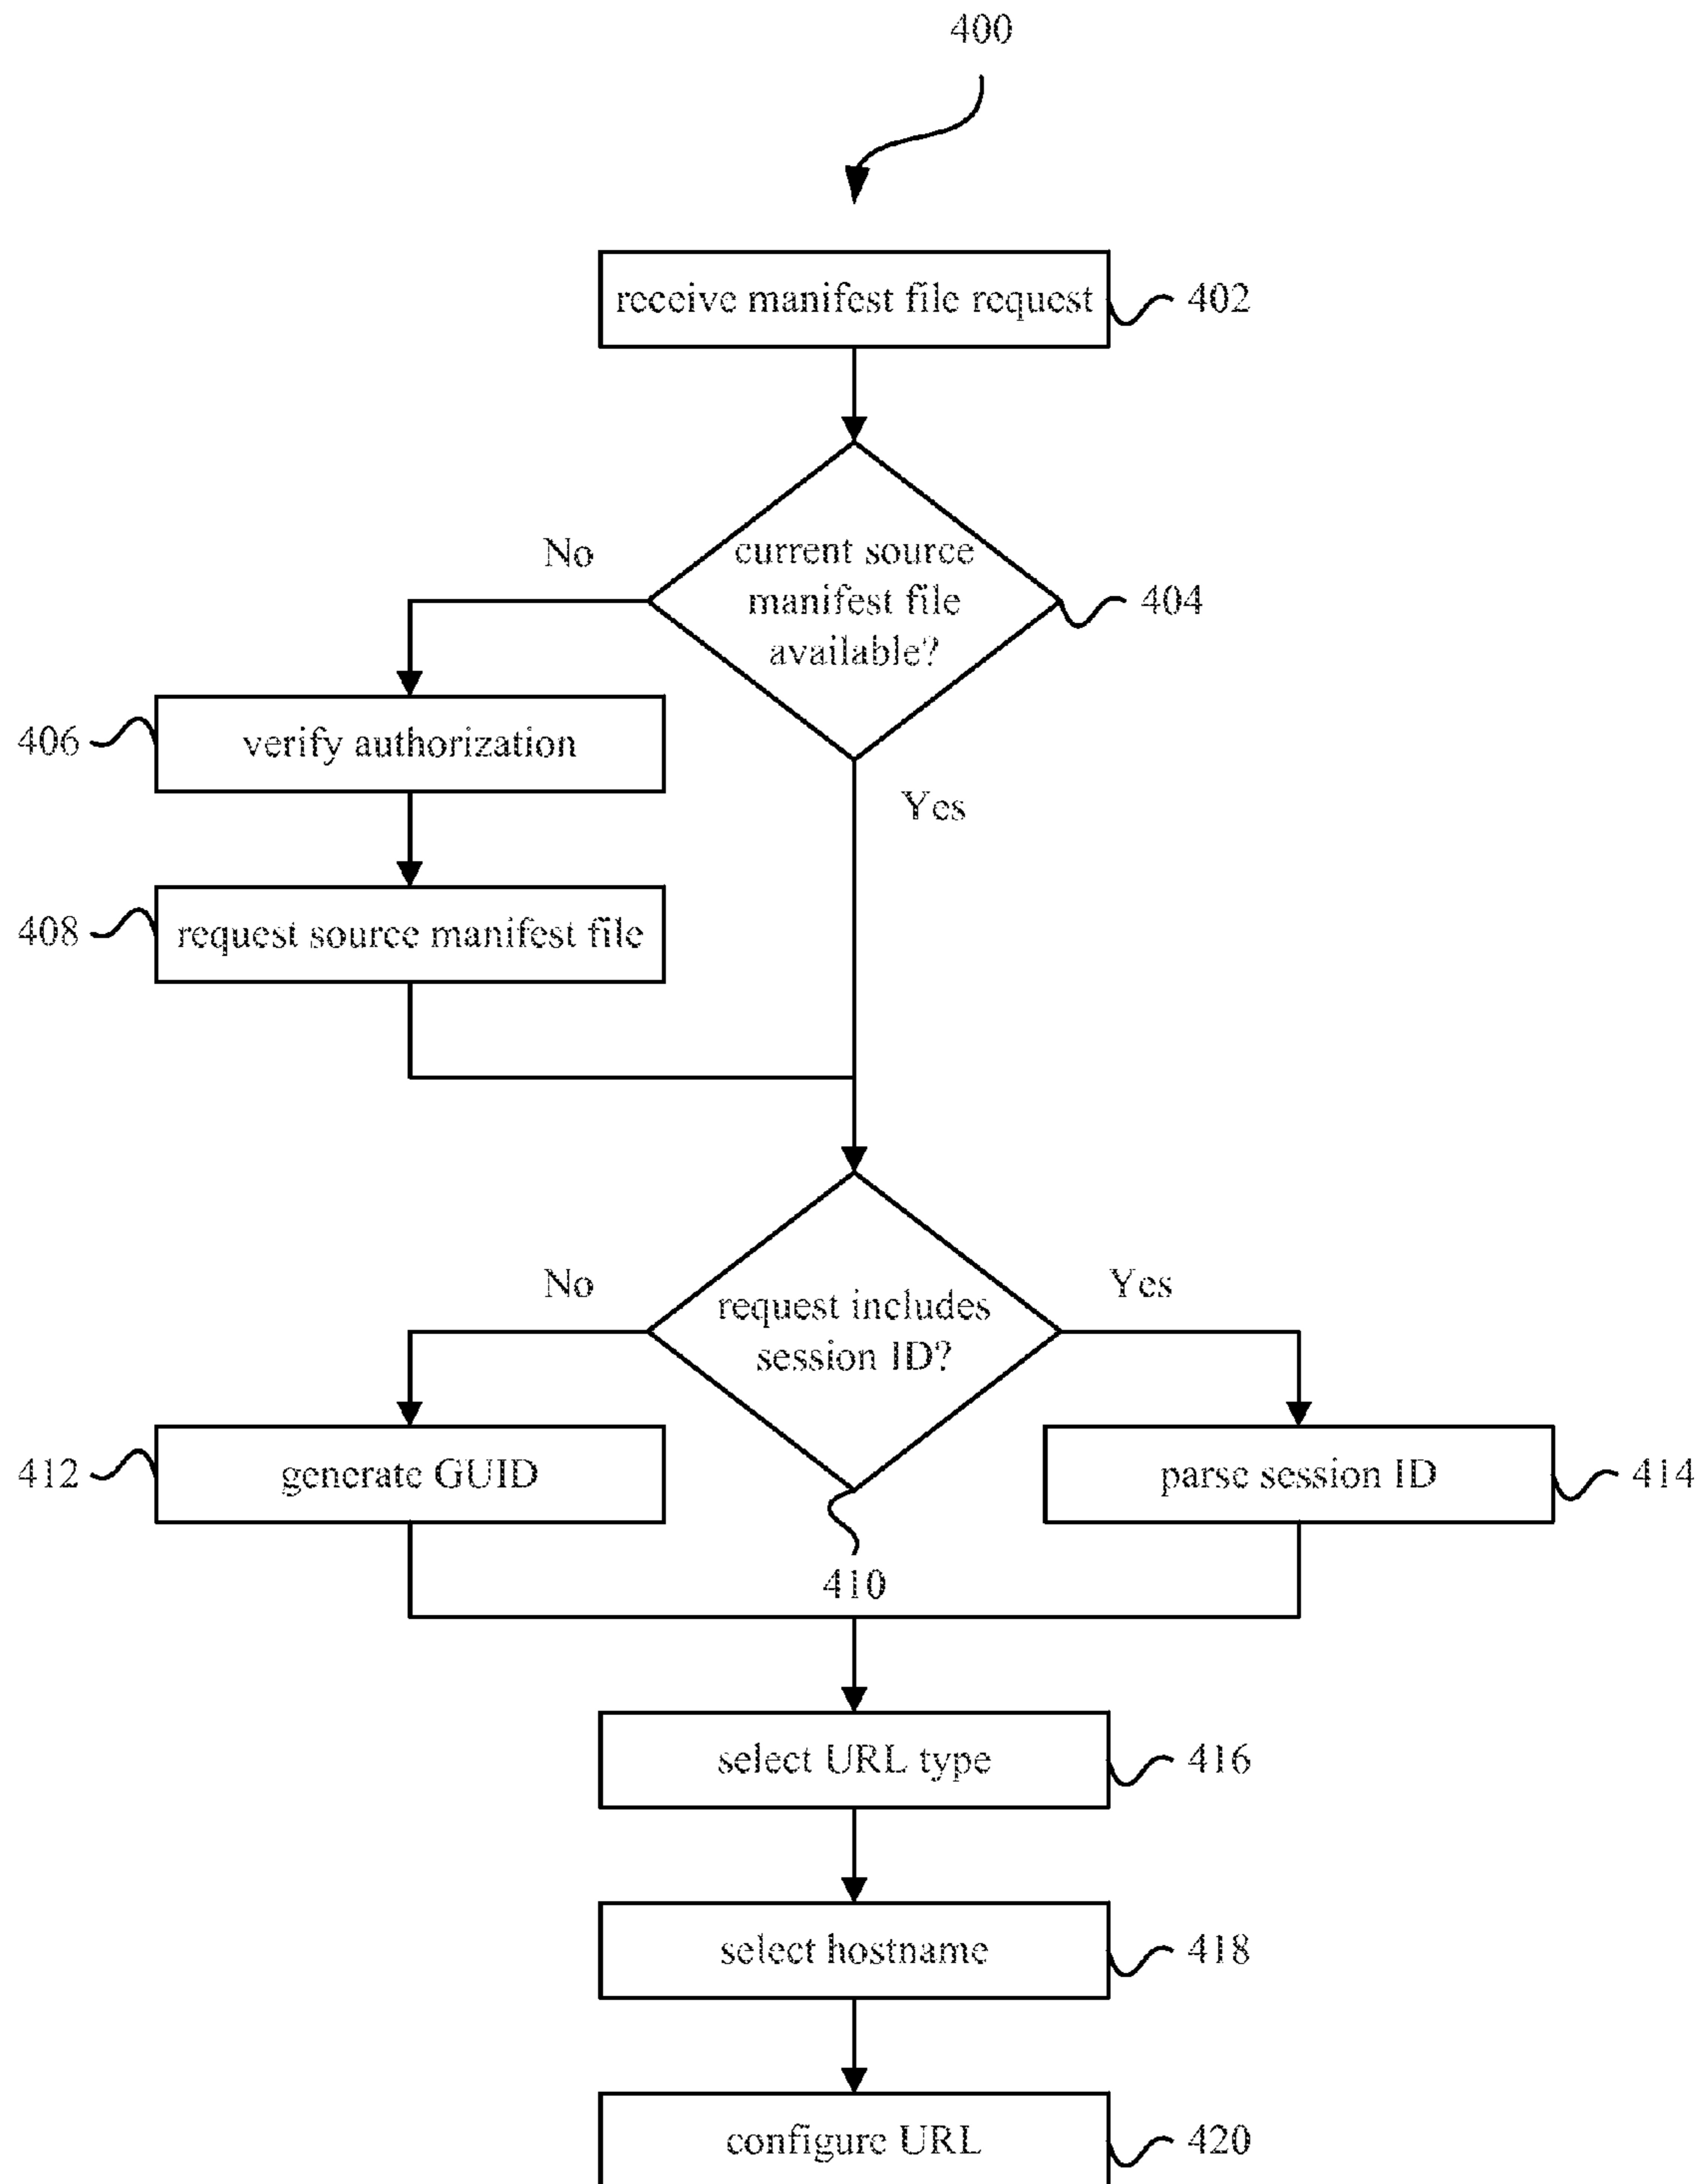 400
receive manifest file request
402
current source
manifest file
available?
No
404
Yes
406
verify authorization
408
request source manifest file
No
request includes
session ID?
Yes
412
generate GUID
parse session ID
414
410
select URL type
416
select hostname
418
configure URL
420